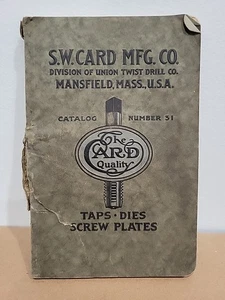 S.W. CARD MFG. CO.
DIVISION OF UNION TWIST DRILL CO.
MANSFIELD, MASS., U.S.A.
CATALOG NUMBER 31
The
CARD
Quality
TAPS · DIES
SCREW PLATES